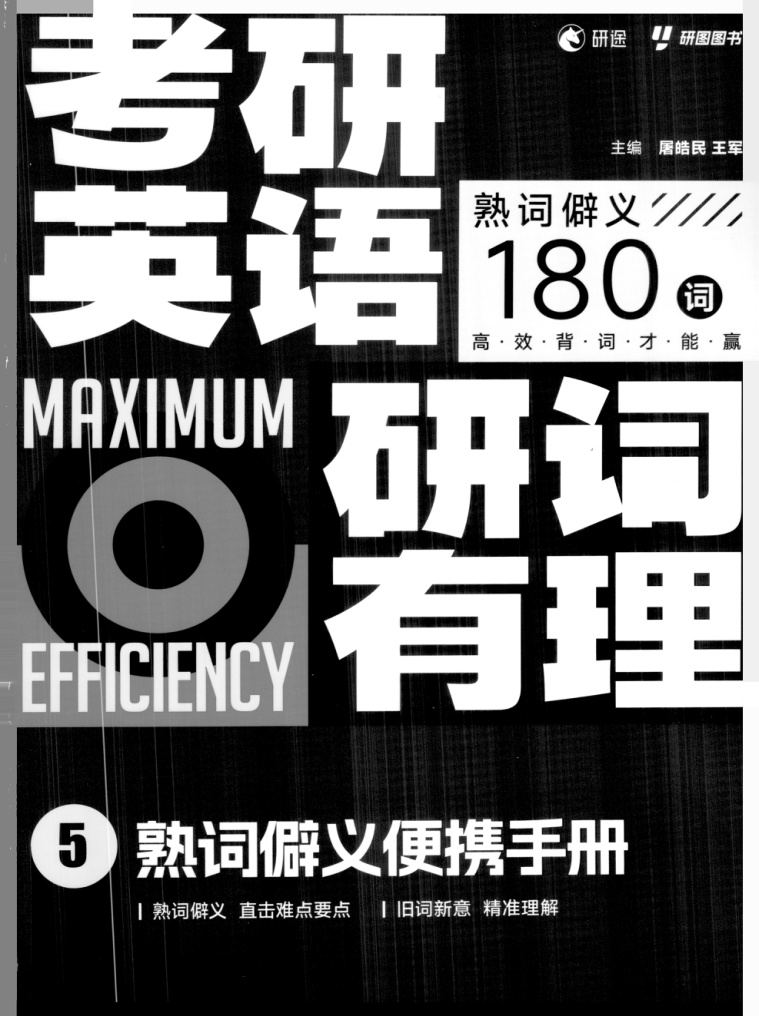 研途 研图图书
主编 屠皓民 王军
考研
英语
熟词僻义
180词
高·效·背·词·才·能·赢
MAXIMUM
EFFICIENCY
研词
有理
5 熟词僻义便携手册
熟词僻义 直击难点要点 旧词新意 精准理解